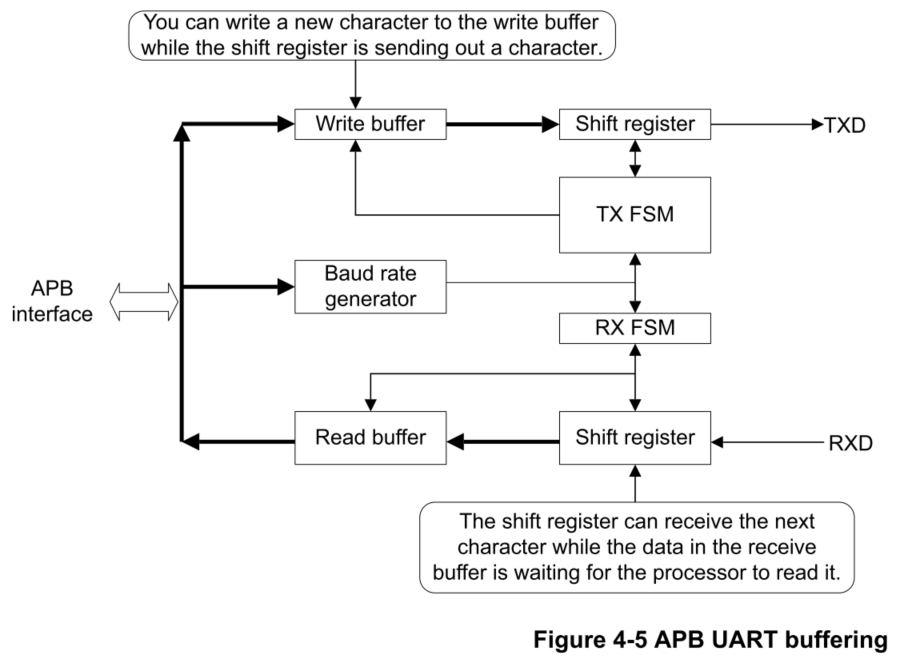 You can write a new character to the write buffer
while the shift register is sending out a character.
Write buffer
Shift register
TXD
TX FSM
Baud rate
generator
APB
interface
RX FSM
Read buffer
Shift register
RXD
The shift register can receive the next
character while the data in the receive
buffer is waiting for the processor to read it.
Figure 4-5 APB UART buffering